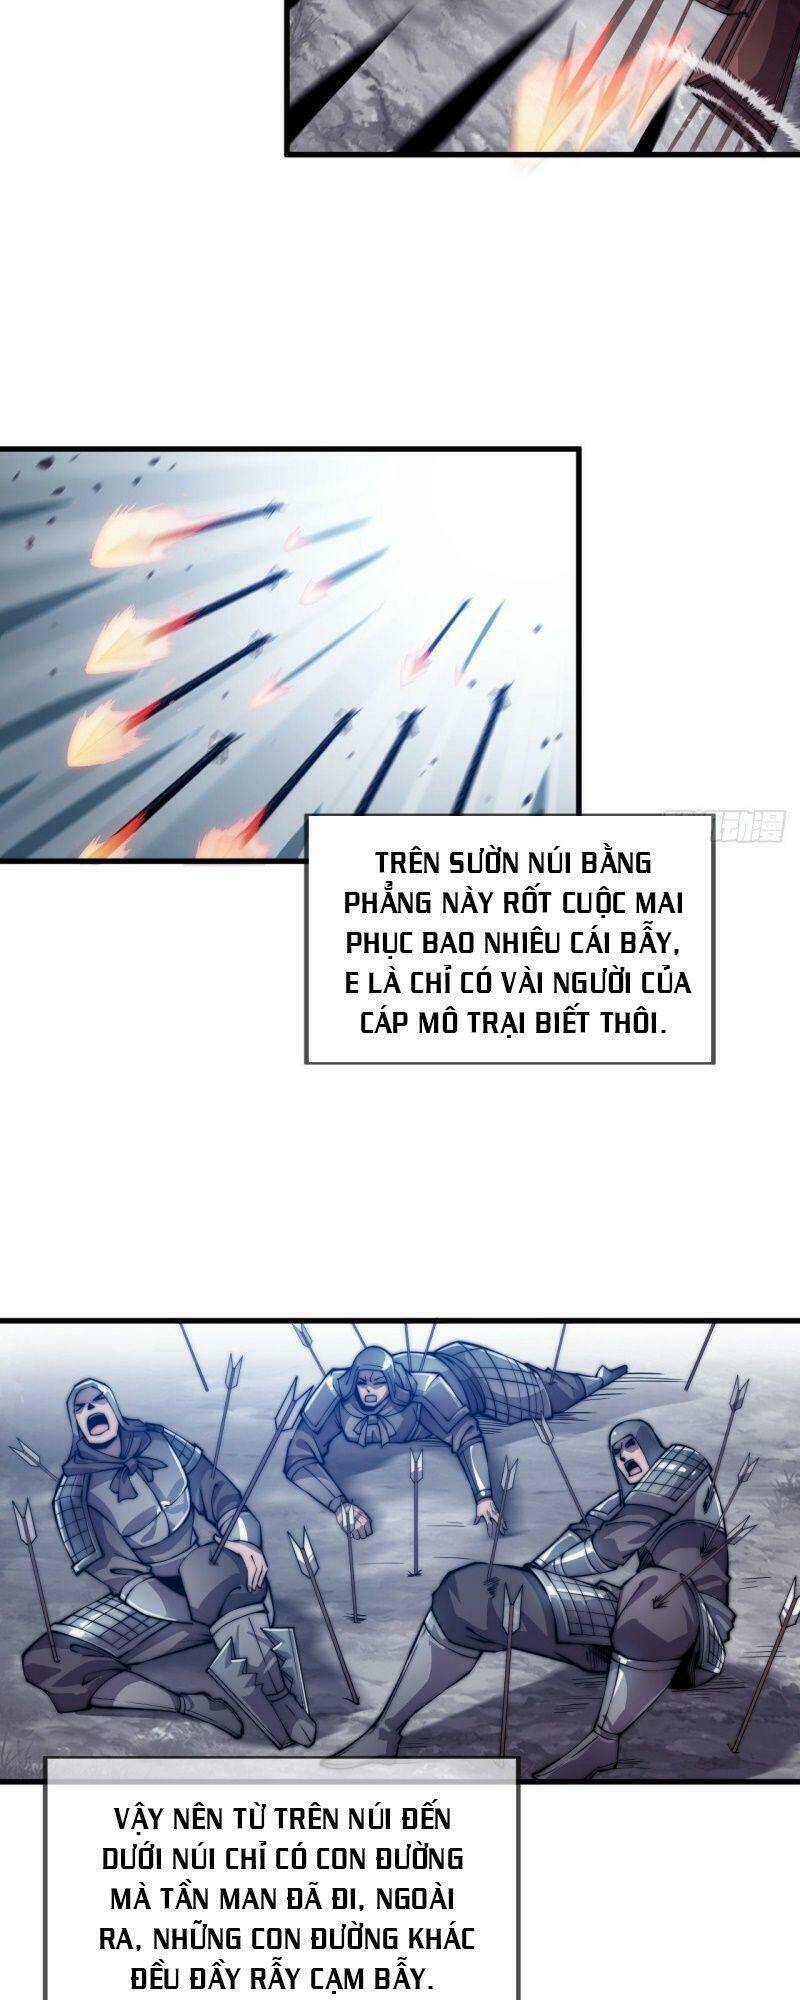 动漫
TRÊN SƯỜN NÚI BẰNG
PHẲNG NÀY RỐT CUỘC MAI
PHỤC BAO NHIÊU CÁI BẪY,
E LÀ CHỈ CÓ VÀI NGƯỜI CỦA
CÁP MÔ TRẠI BIẾT THÔI.
VẬY NÊN TỪ TRÊN NÚI ĐẾN
DƯỚI NÚI CHỈ CÓ CON ĐƯỜNG
MÀ TẦN MAN ĐÃ ĐI, NGOÀI
RA, NHỮNG CON ĐƯỜNG KHÁC
ĐỀU ĐẦY RẪY CẠM BẪY.